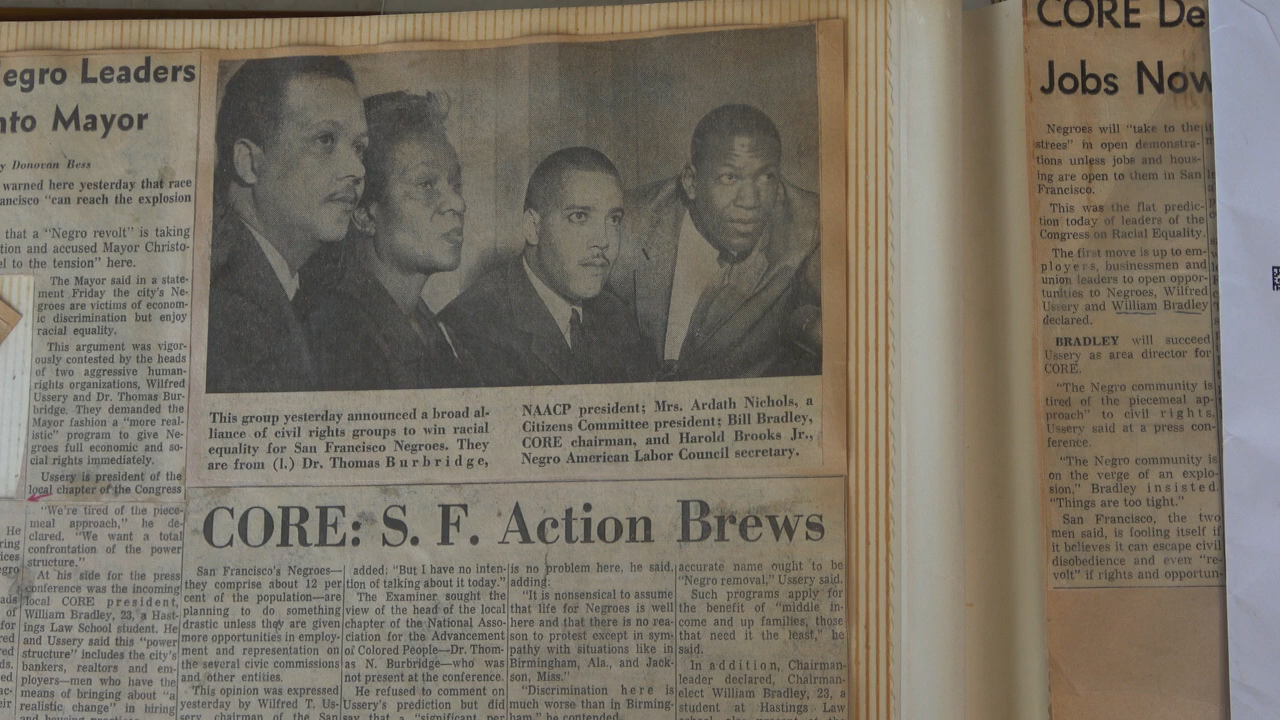 egro Leaders
nto Mayor
y Donovan Bess
warned here yesterday that race
ancisco "can reach the explosion
that a "Negro revolt" is taking
tion and accused Mayor Christo-
el to the tension" here.
The Mayor said in a state-
ment Friday the city's Ne-
groes are victims of econom-
ic discrimination but enjoy
racial equality.
This argument was vigor-
ously contested by the heads
of two aggressive human-
rights organizations, Wilfred
Ussery and Dr. Thomas Bur-
bridge. They demanded the
Mayor fashion a "more real-
istic" program to give Ne-
groes full economic and so-
cial rights immediately.
Ussery is president of the
local chapter of the Congress
"We're tired of the piece-
meal approach," he de-
clared. "We want a total
confrontation of the power
structure."
At his side for the press
conference was the incoming
local CORE president,
William Bradley, 23, a Hast-
ings Law School student. He
and Ussery said this "power
structure" includes the city's
bankers, realtors and em-
ployers—men who have the
means of bringing about "a
realistic change" in hiring
and housing practices.
This group yesterday announced a broad al-
liance of civil rights groups to win racial
equality for San Francisco Negroes. They
are from (l.) Dr. Thomas Burbridge,
NAACP president; Mrs. Ardath Nichols, a
Citizens Committee president; Bill Bradley,
CORE chairman, and Harold Brooks Jr.,
Negro American Labor Council secretary.
CORE: S. F. Action Brews
San Francisco's Negroes—
they comprise about 12 per
cent of the population—are
planning to do something
drastic unless they are given
more opportunities in employ-
ment and representation on
the several civic commissions
and other entities.
This opinion was expressed
yesterday by Wilfred T. Us-
sery, chairman of the San
added: "But I have no inten-
tion of talking about it today."
The Examiner sought the
view of the head of the local
chapter of the National Asso-
ciation for the Advancement
of Colored People—Dr. Thom-
as N. Burbridge—who was
not present at the conference.
He refused to comment on
Ussery's prediction but did
say that a "significant per
is no problem here, he said,
adding:
"It is nonsensical to assume
that life for Negroes is well
here and that there is no rea-
son to protest except in sym-
pathy with situations like in
Birmingham, Ala., and Jack-
son, Miss."
"Discrimination here is
much worse than in Birming-
ham," he contended.
accurate name ought to be
"Negro removal," Ussery said.
Such programs apply for
the benefit of "middle in-
come and up families, those
that need it the least," he
said.
In addition, Chairman-
leader declared, Chairman-
elect William Bradley, 23, a
student at Hastings Law
CORE De
Jobs Now
Negroes will "take to the
strees" in open demonstra-
tions unless jobs and hous-
ing are open to them in San
Francisco.
This was the flat predic-
tion today of leaders of the
Congress on Racial Equality.
The first move is up to em-
ployers, businessmen and
union leaders to open oppor-
tunities to Negroes, Wilfred
Ussery and William Bradley
declared.
BRADLEY will succeed
Ussery as area director for
CORE.
"The Negro community is
tired of the piecemeal ap-
proach" to civil rights,
Ussery said at a press con-
ference.
"The Negro community is
on the verge of an explo-
sion," Bradley insisted.
"Things are too tight."
San Francisco, the two
men said, is fooling itself if
it believes it can escape civil
disobedience and even "re-
volt" if rights and opportun-